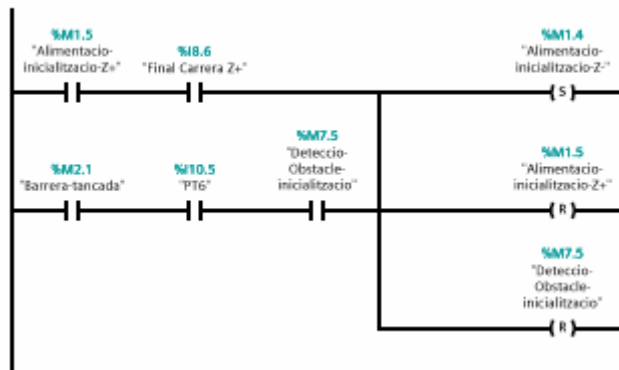 %M1.5
"Alimentacio-
inicialitzacio-Z+"
%I8.6
"Final Carrera Z+"
%M1.4
"Alimentacio-
inicialitzacio-Z-"
S
%M2.1
"Barrera-tancada"
%I10.5
"PT6"
%M7.5
"Deteccio-
Obstacle-
inicialitzacio"
%M1.5
"Alimentacio-
inicialitzacio-Z+"
R
%M7.5
"Deteccio-
Obstacle-
inicialitzacio"
R